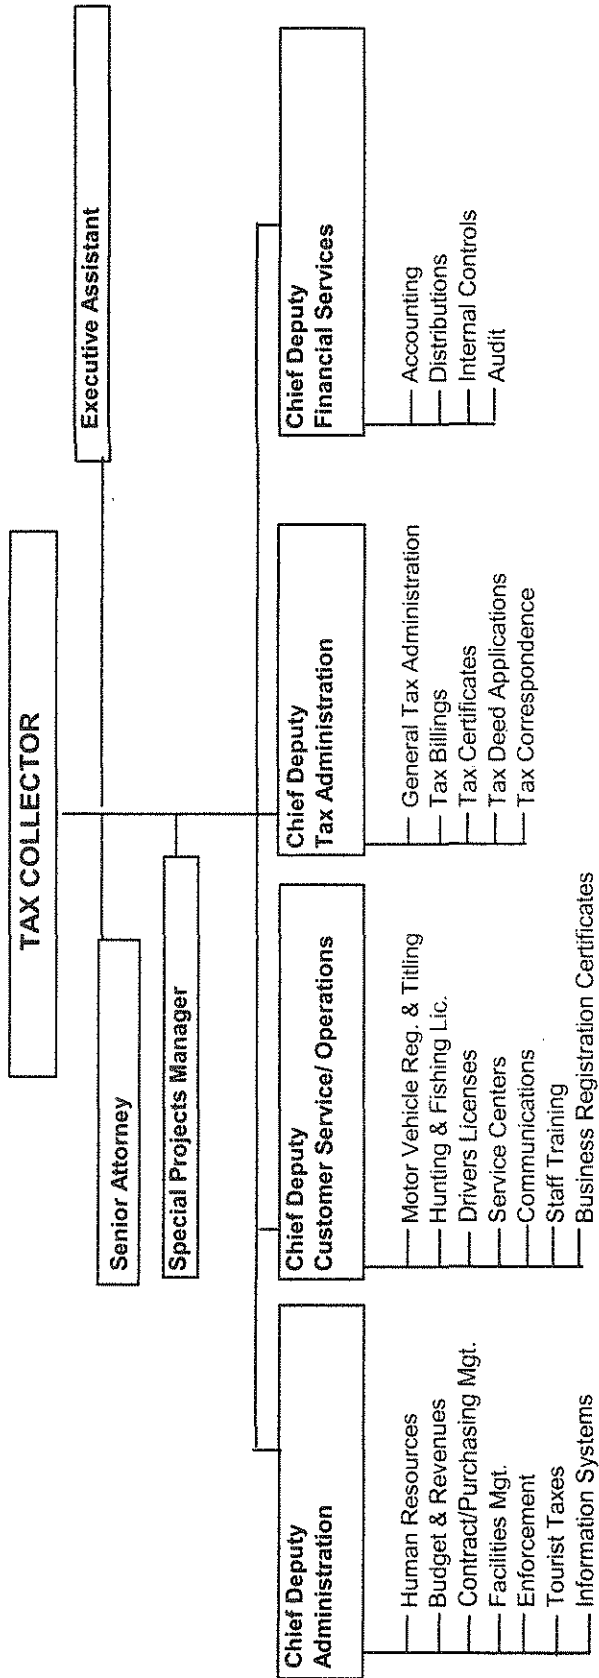 TAX COLLECTOR
Executive Assistant
Senior Attorney
Special Projects Manager
Chief Deputy
Administration
Human Resources
Budget & Revenues
Contract/Purchasing Mgt.
Facilities Mgt.
Enforcement
Tourist Taxes
Information Systems
Chief Deputy
Customer Service/ Operations
Motor Vehicle Reg. & Titling
Hunting & Fishing Lic.
Drivers Licenses
Service Centers
Communications
Staff Training
Business Registration Certificates
Chief Deputy
Tax Administration
General Tax Administration
Tax Billings
Tax Certificates
Tax Deed Applications
Tax Correspondence
Chief Deputy
Financial Services
Accounting
Distributions
Internal Controls
Audit